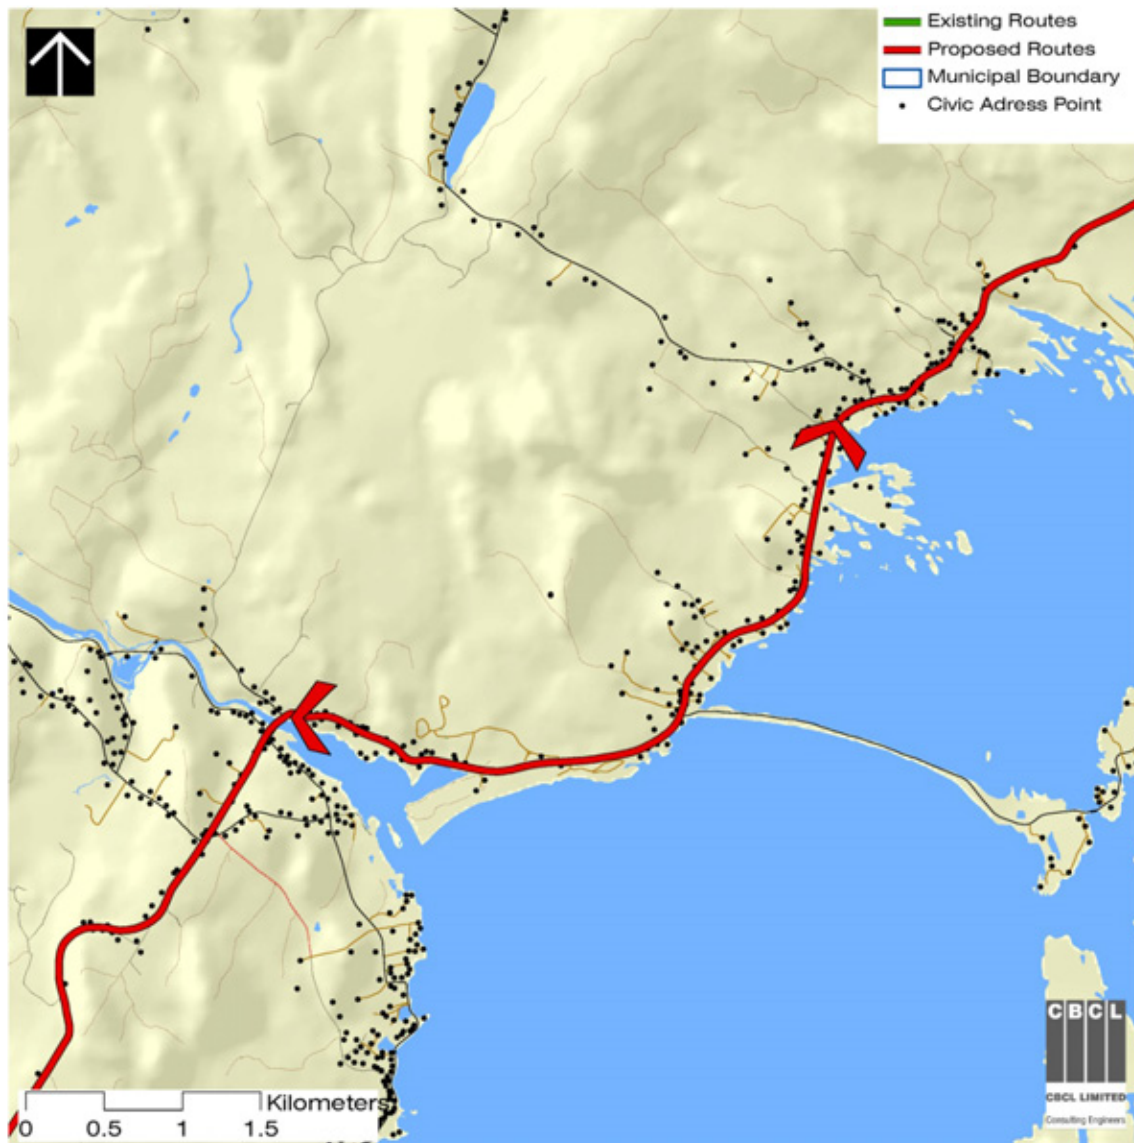 Existing Routes
Proposed Routes
Municipal Boundary
Civic Adress Point
CBCL
CBCL LIMITED
Consulting Engineers
Kilometers
0 0.5 1 1.5